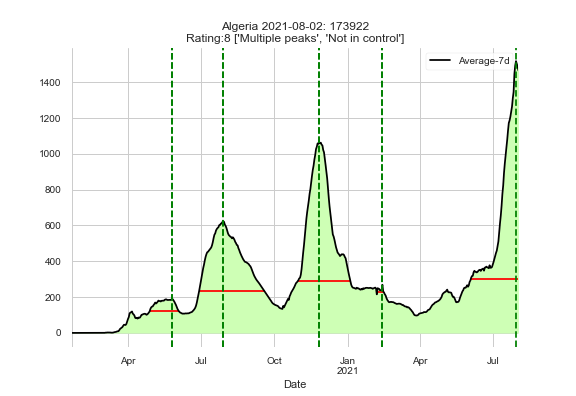 Algeria 2021-08-02: 173922
Rating:8 ['Multiple peaks', 'Not in control']
Average-7d
1400
1200
1000
800
600
400
200
0
Apr Jul Oct Jan Apr Jul
2021
Date